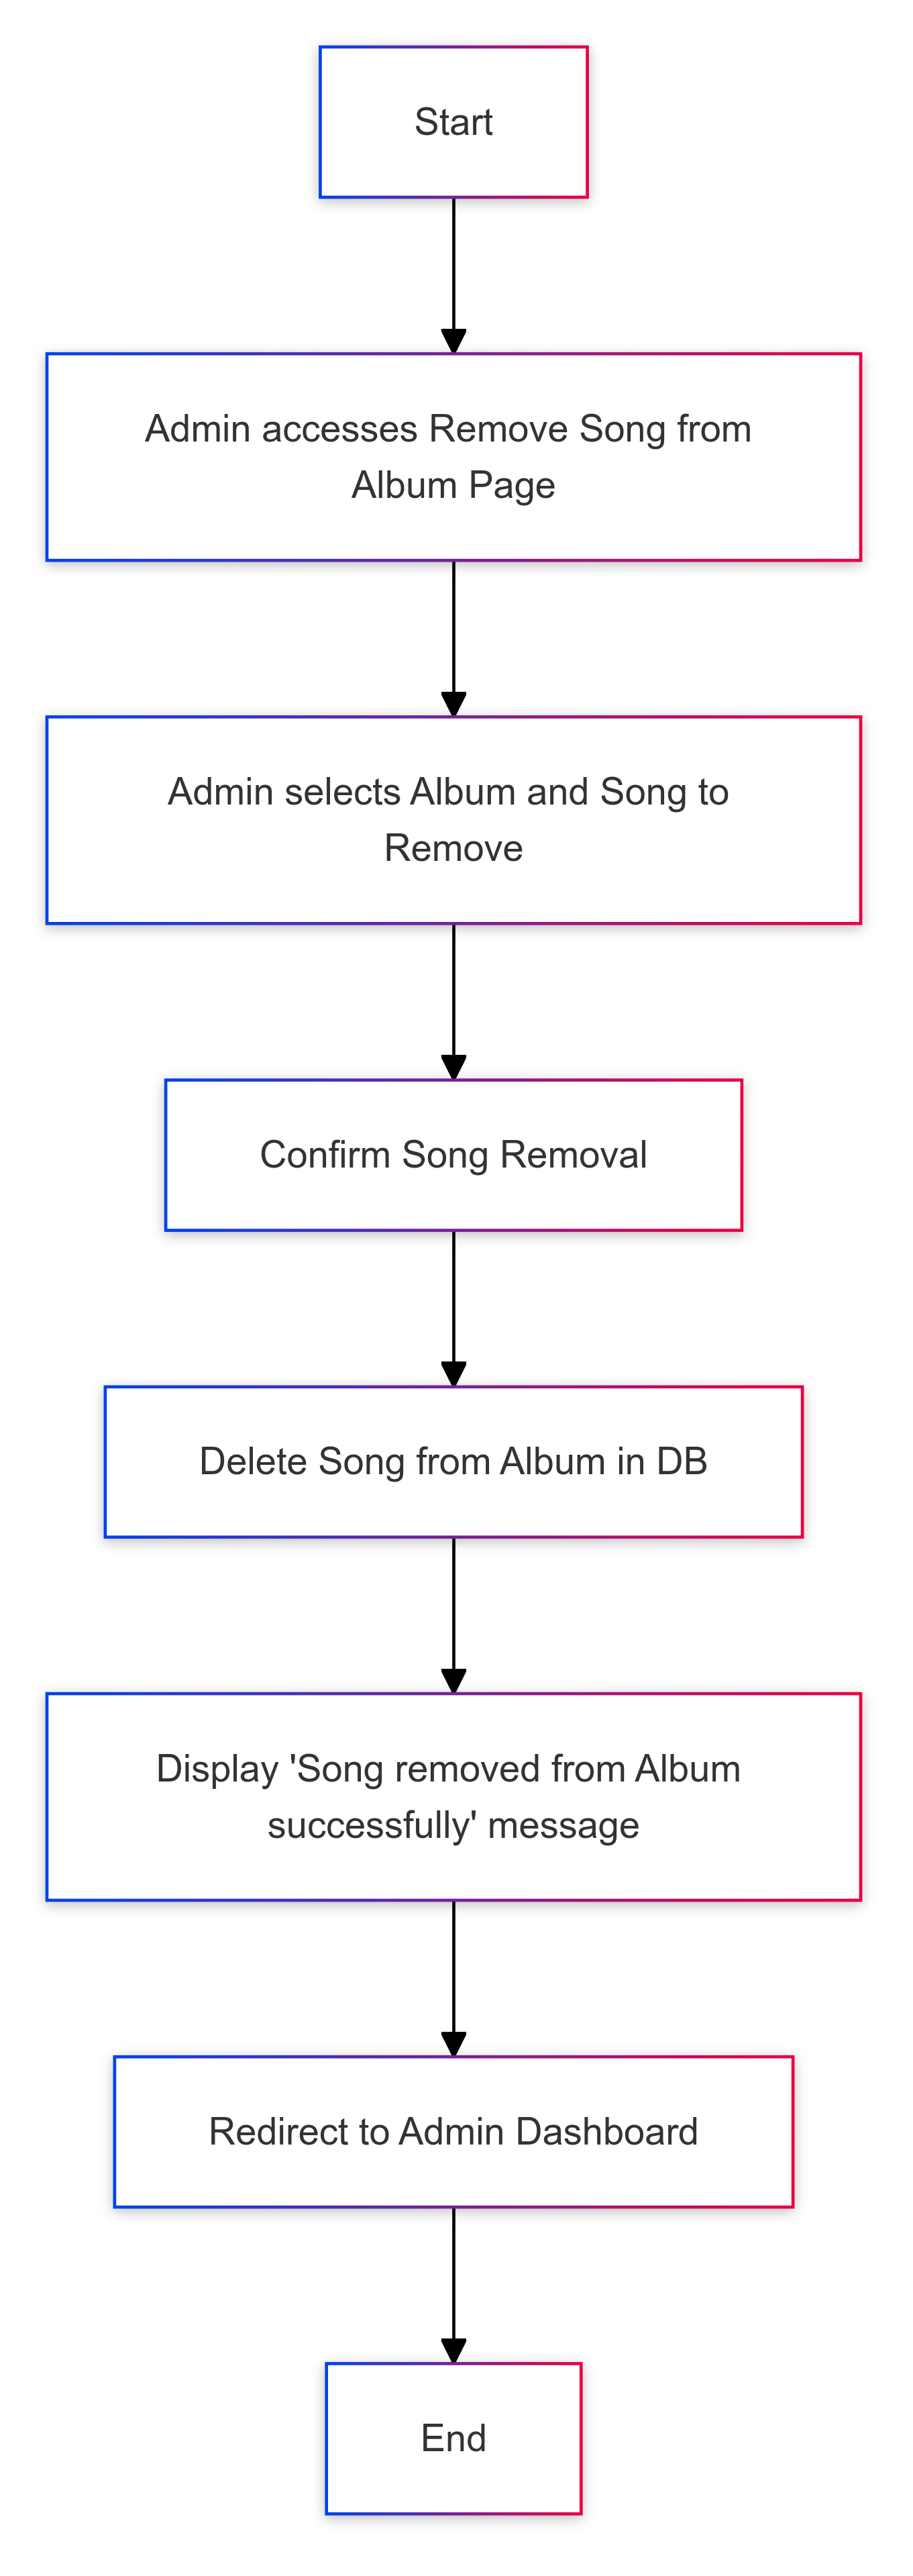 Start
Admin accesses Remove Song from
Album Page
Admin selects Album and Song to
Remove
Confirm Song Removal
Delete Song from Album in DB
Display 'Song removed from Album
successfully' message
Redirect to Admin Dashboard
End